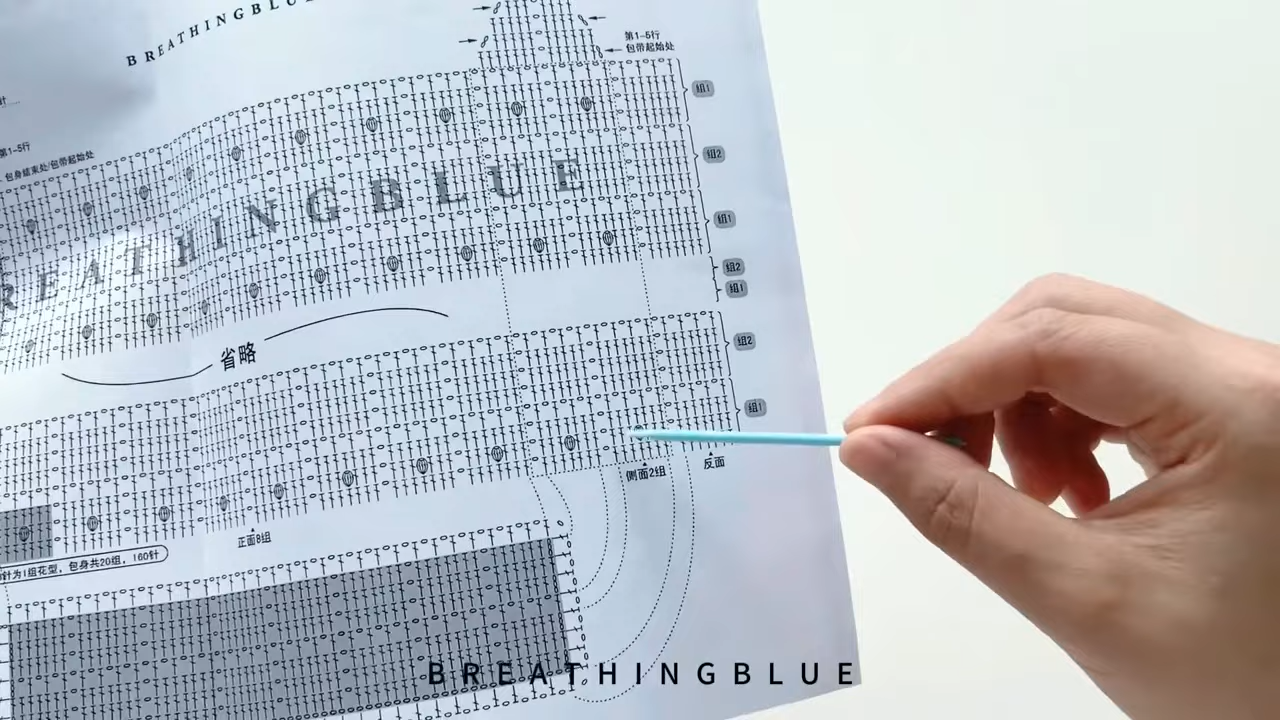 BREATHINGBLUE
第1-5行
包带起始处
组1
第1-5行
包身结束处/包带起始处
组2
BREATHINGBLUE
组1
组2
组1
省略
组2
组1
反面
侧面2组
正面8组
针为1组花型，包身共20组，160针
BREATHINGBLUE